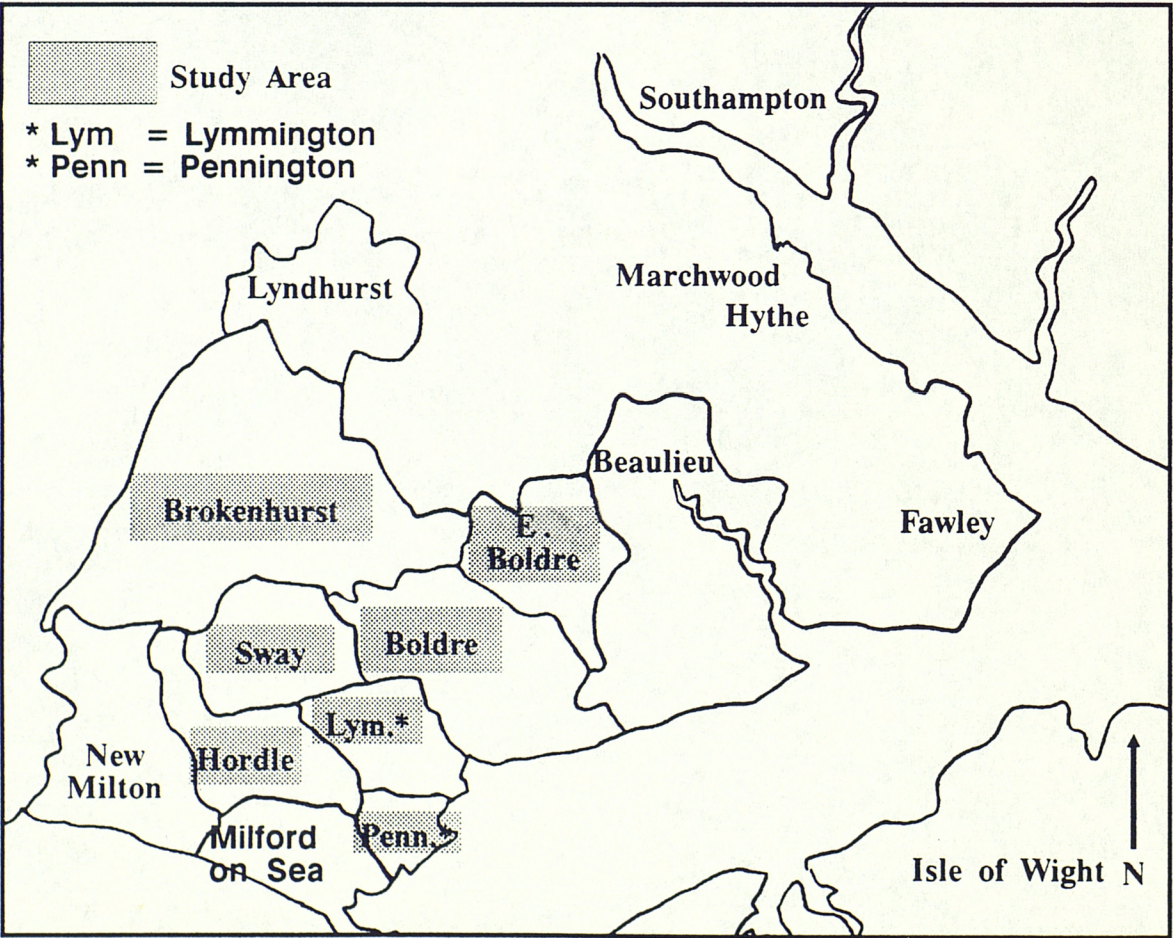 Study Area
* Lym = Lymmington
* Penn = Pennington
Southampton
Lyndhurst
Marchwood
Hythe
Beaulieu
Brokenhurst
E.
Boldre
Fawley
Sway
Boldre
Lym.*
New
Milton
Hordle
Milford
on Sea
Penn.*
Isle of Wight
N